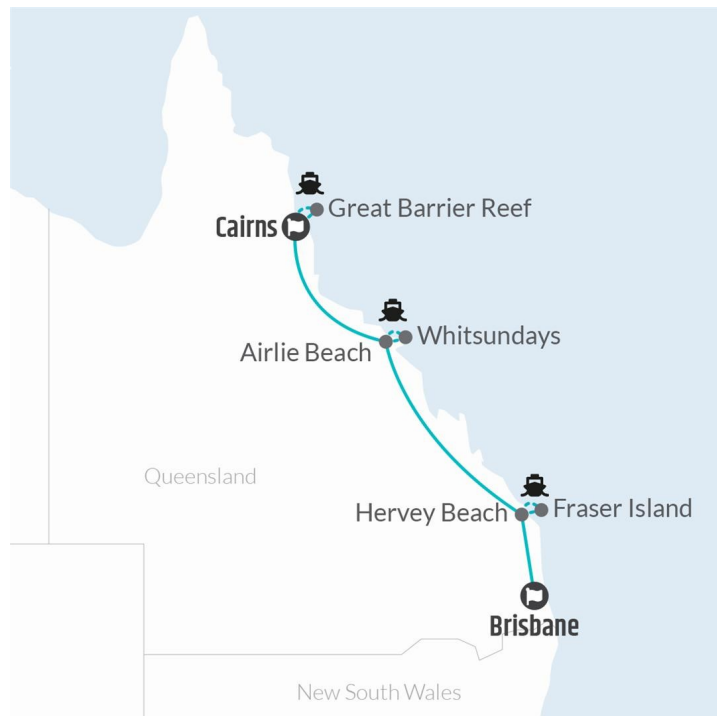 Great Barrier Reef
Cairns
Whitsundays
Airlie Beach
Queensland
Hervey Beach
Fraser Island
Brisbane
New South Wales